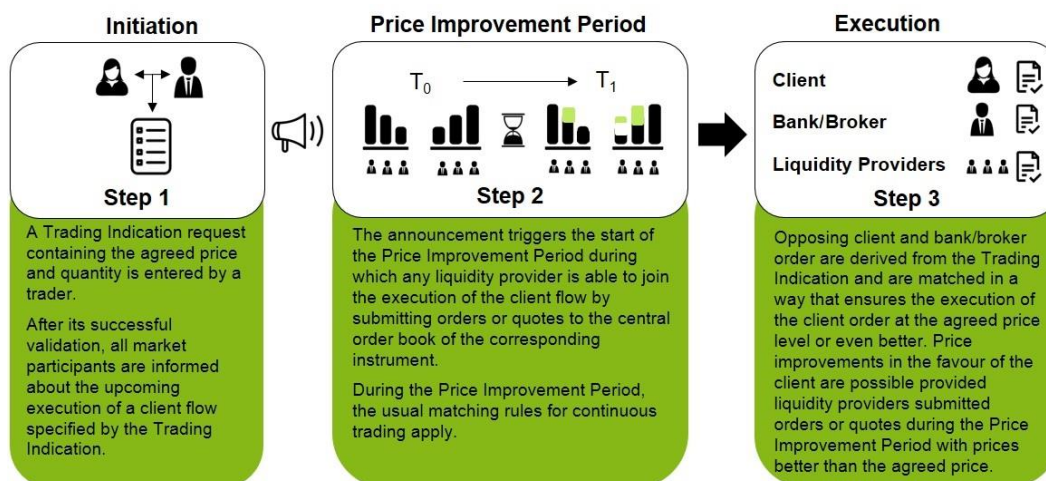 Initiation
Step 1
A Trading Indication request
containing the agreed price
and quantity is entered by a
trader.
After its successful
validation, all market
participants are informed
about the upcoming
execution of a client flow
specified by the Trading
Indication.
Price Improvement Period
T0
T1
Step 2
The announcement triggers the start of
the Price Improvement Period during
which any liquidity provider is able to join
the execution of the client flow by
submitting orders or quotes to the central
order book of the corresponding
instrument.
During the Price Improvement Period,
the usual matching rules for continuous
trading apply.
Execution
Client
Bank/Broker
Liquidity Providers
Step 3
Opposing client and bank/broker
order are derived from the Trading
Indication and are matched in a
way that ensures the execution of
the client order at the agreed price
level or even better. Price
improvements in the favour of the
client are possible provided
liquidity providers submitted
orders or quotes during the Price
Improvement Period with prices
better than the agreed price.